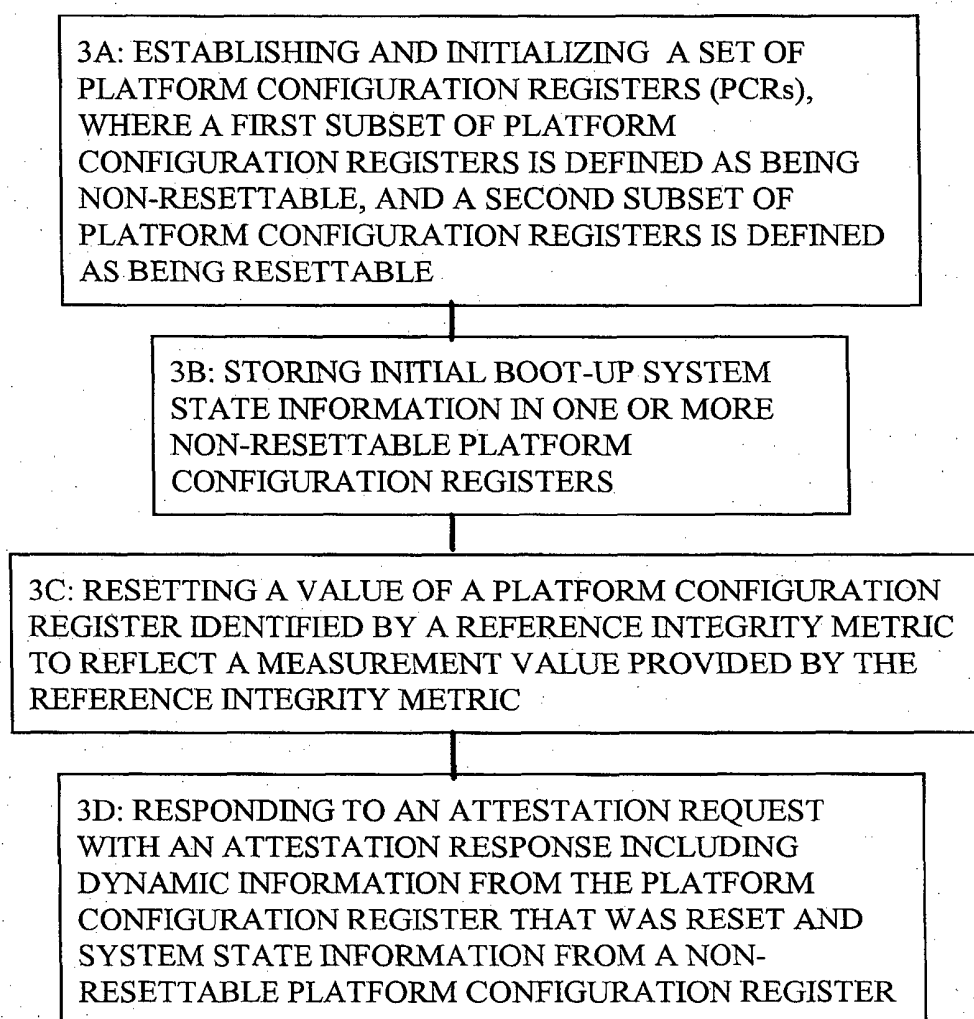 3A: ESTABLISHING AND INITIALIZING A SET OF
PLATFORM CONFIGURATION REGISTERS (PCRs),
WHERE A FIRST SUBSET OF PLATFORM
CONFIGURATION REGISTERS IS DEFINED AS BEING
NON-RESETTABLE, AND A SECOND SUBSET OF
PLATFORM CONFIGURATION REGISTERS IS DEFINED
AS BEING RESETTABLE
3B: STORING INITIAL BOOT-UP SYSTEM
STATE INFORMATION IN ONE OR MORE
NON-RESETTABLE PLATFORM
CONFIGURATION REGISTERS
3C: RESETTING A VALUE OF A PLATFORM CONFIGURATION
REGISTER IDENTIFIED BY A REFERENCE INTEGRITY METRIC
TO REFLECT A MEASUREMENT VALUE PROVIDED BY THE
REFERENCE INTEGRITY METRIC
3D: RESPONDING TO AN ATTESTATION REQUEST
WITH AN ATTESTATION RESPONSE INCLUDING
DYNAMIC INFORMATION FROM THE PLATFORM
CONFIGURATION REGISTER THAT WAS RESET AND
SYSTEM STATE INFORMATION FROM A NON-
RESETTABLE PLATFORM CONFIGURATION REGISTER